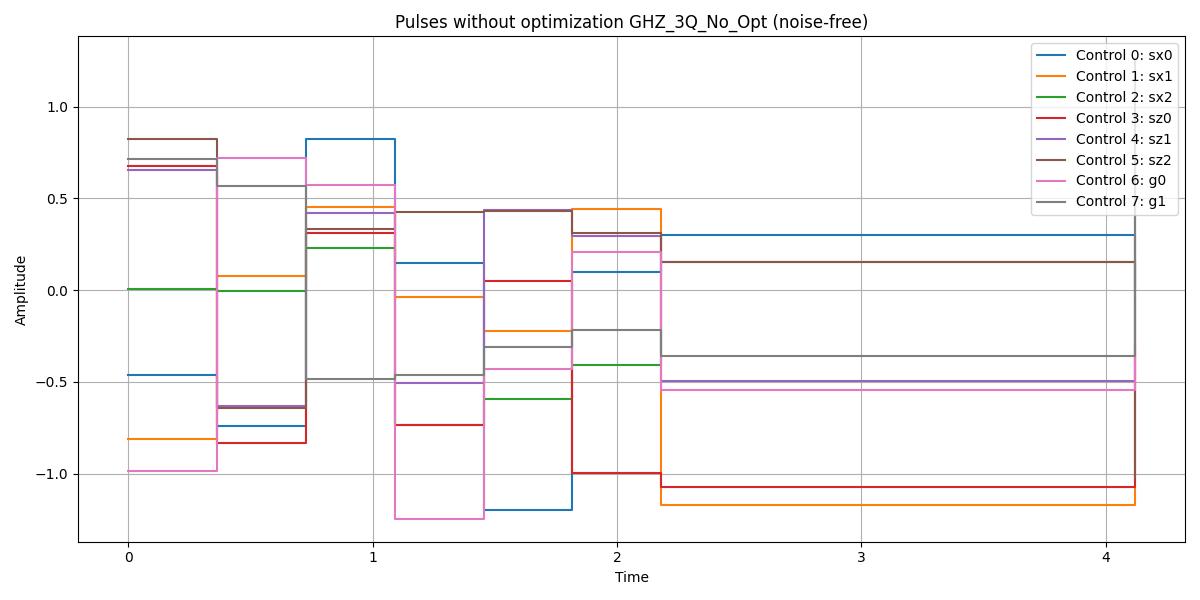 Pulses without optimization GHZ_3Q_No_Opt (noise-free)
Amplitude
1.0
0.5
0.0
−0.5
−1.0
Control 0: sx0
Control 1: sx1
Control 2: sx2
Control 3: sz0
Control 4: sz1
Control 5: sz2
Control 6: g0
Control 7: g1
0
1
2
3
4
Time